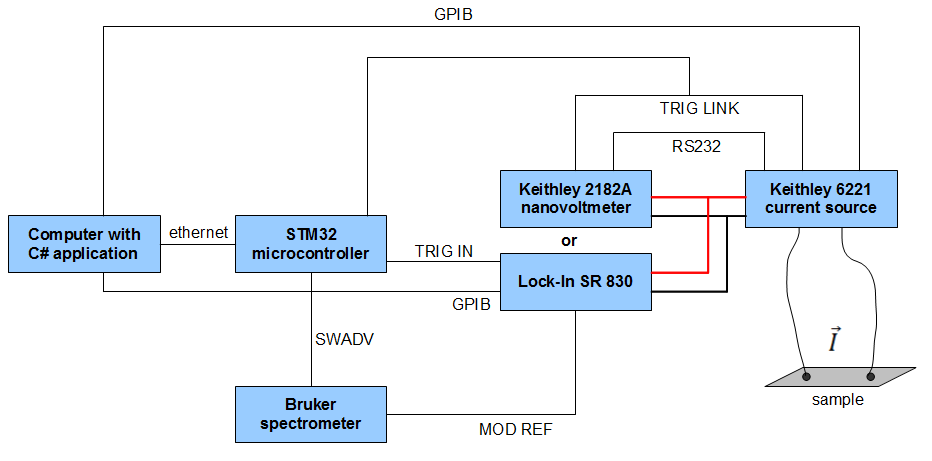 GPIB
TRIG LINK
RS232
Keithley 2182A
nanovoltmeter
Keithley 6221
current source
Computer with
C# application
ethernet
STM32
microcontroller
or
TRIG IN
Lock-In SR 830
GPIB
SWADV
I
sample
Bruker
spectrometer
MOD REF